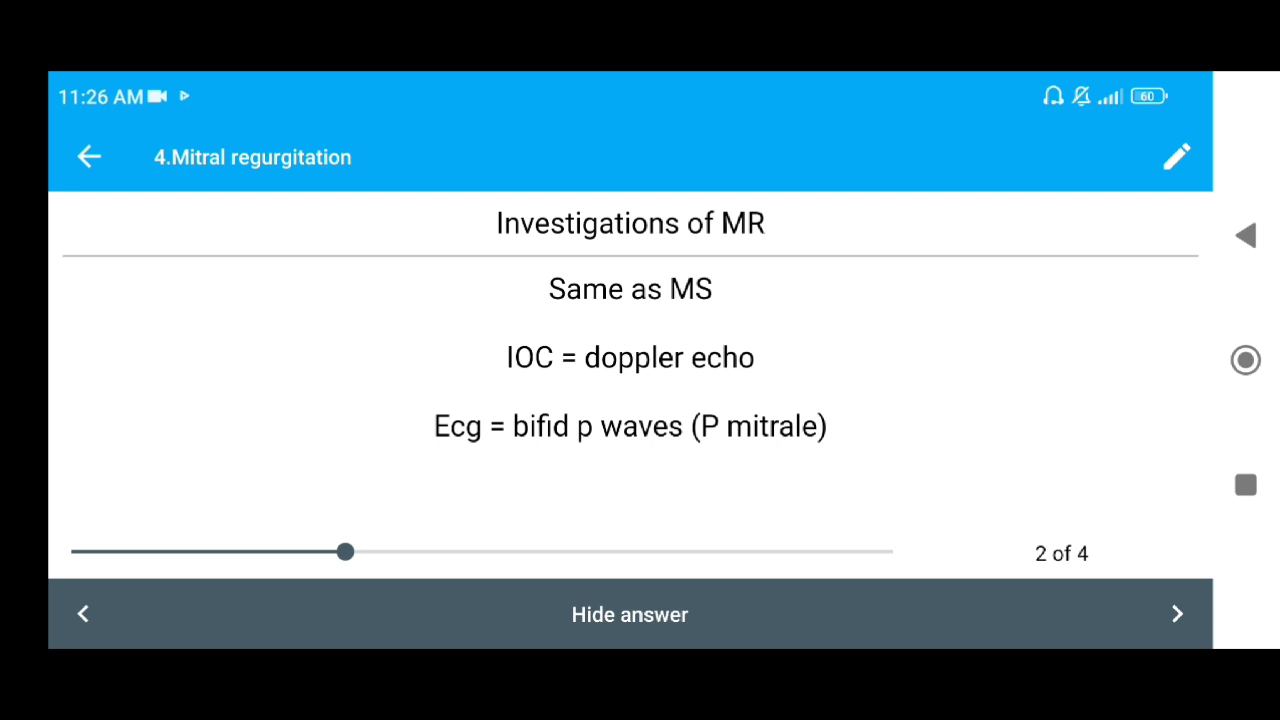 11:26 AM
60
4.Mitral regurgitation
Investigations of MR
Same as MS
IOC = doppler echo
Ecg = bifid p waves (P mitrale)
2 of 4
Hide answer